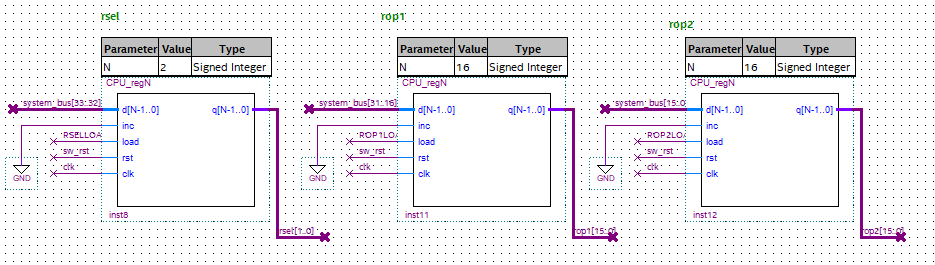 rsel
Parameter Value Type
N 2 Signed Integer
CPU_regN
system_bus[33..32]
d[N-1..0] q[N-1..0]
inc
RSELLOA
load
sw_rst
rst
clk
clk
GND
inst8
rsel[1..0]
rop1
Parameter Value Type
N 16 Signed Integer
CPU_regN
system_bus[31..16]
d[N-1..0] q[N-1..0]
inc
ROP1LO
load
sw_rst
rst
clk
clk
GND
inst11
rop1[15..0]
rop2
Parameter Value Type
N 16 Signed Integer
CPU_regN
system_bus[15..0
d[N-1..0] q[N-1..0]
inc
ROP2LO
load
sw_rst
rst
clk
clk
GND
inst12
rop2[15..0]